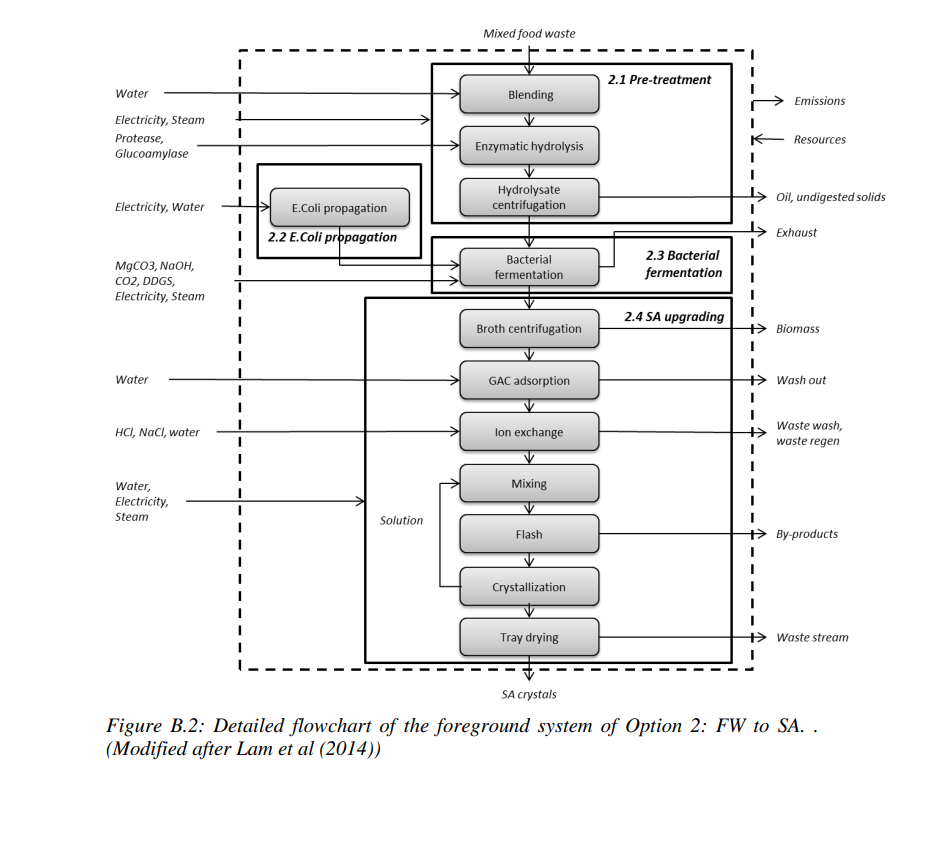 Mixed food waste
2.1 Pre-treatment
Water
Blending
Emissions
Electricity, Steam
Protease,
Glucoamylase
Enzymatic hydrolysis
Resources
Hydrolysate
centrifugation
Oil, undigested solids
Electricity, Water
E.Coli propagation
2.2 E.Coli propagation
Exhaust
2.3 Bacterial
fermentation
Bacterial
fermentation
MgCO3, NaOH,
CO2, DDGS,
Electricity, Steam
2.4 SA upgrading
Broth centrifugation
Biomass
Water
GAC adsorption
Wash out
HCl, NaCl, water
Ion exchange
Waste wash,
waste regen
Water,
Electricity,
Steam
Mixing
Solution
Flash
By-products
Crystallization
Tray drying
Waste stream
SA crystals
Figure B.2: Detailed flowchart of the foreground system of Option 2: FW to SA. .
(Modified after Lam et al (2014))